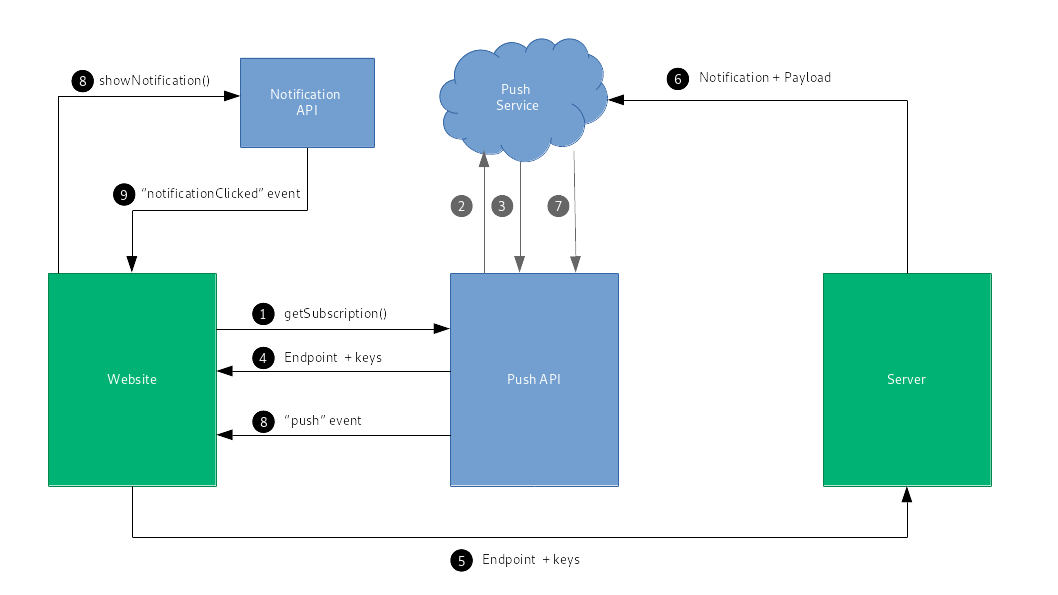 8 showNotification()
Notification
API
Push
Service
6 Notification + Payload
9 “notificationClicked” event
2
3
7
1 getSubscription()
4 Endpoint + keys
8 “push” event
Website
Push API
Server
5 Endpoint + keys